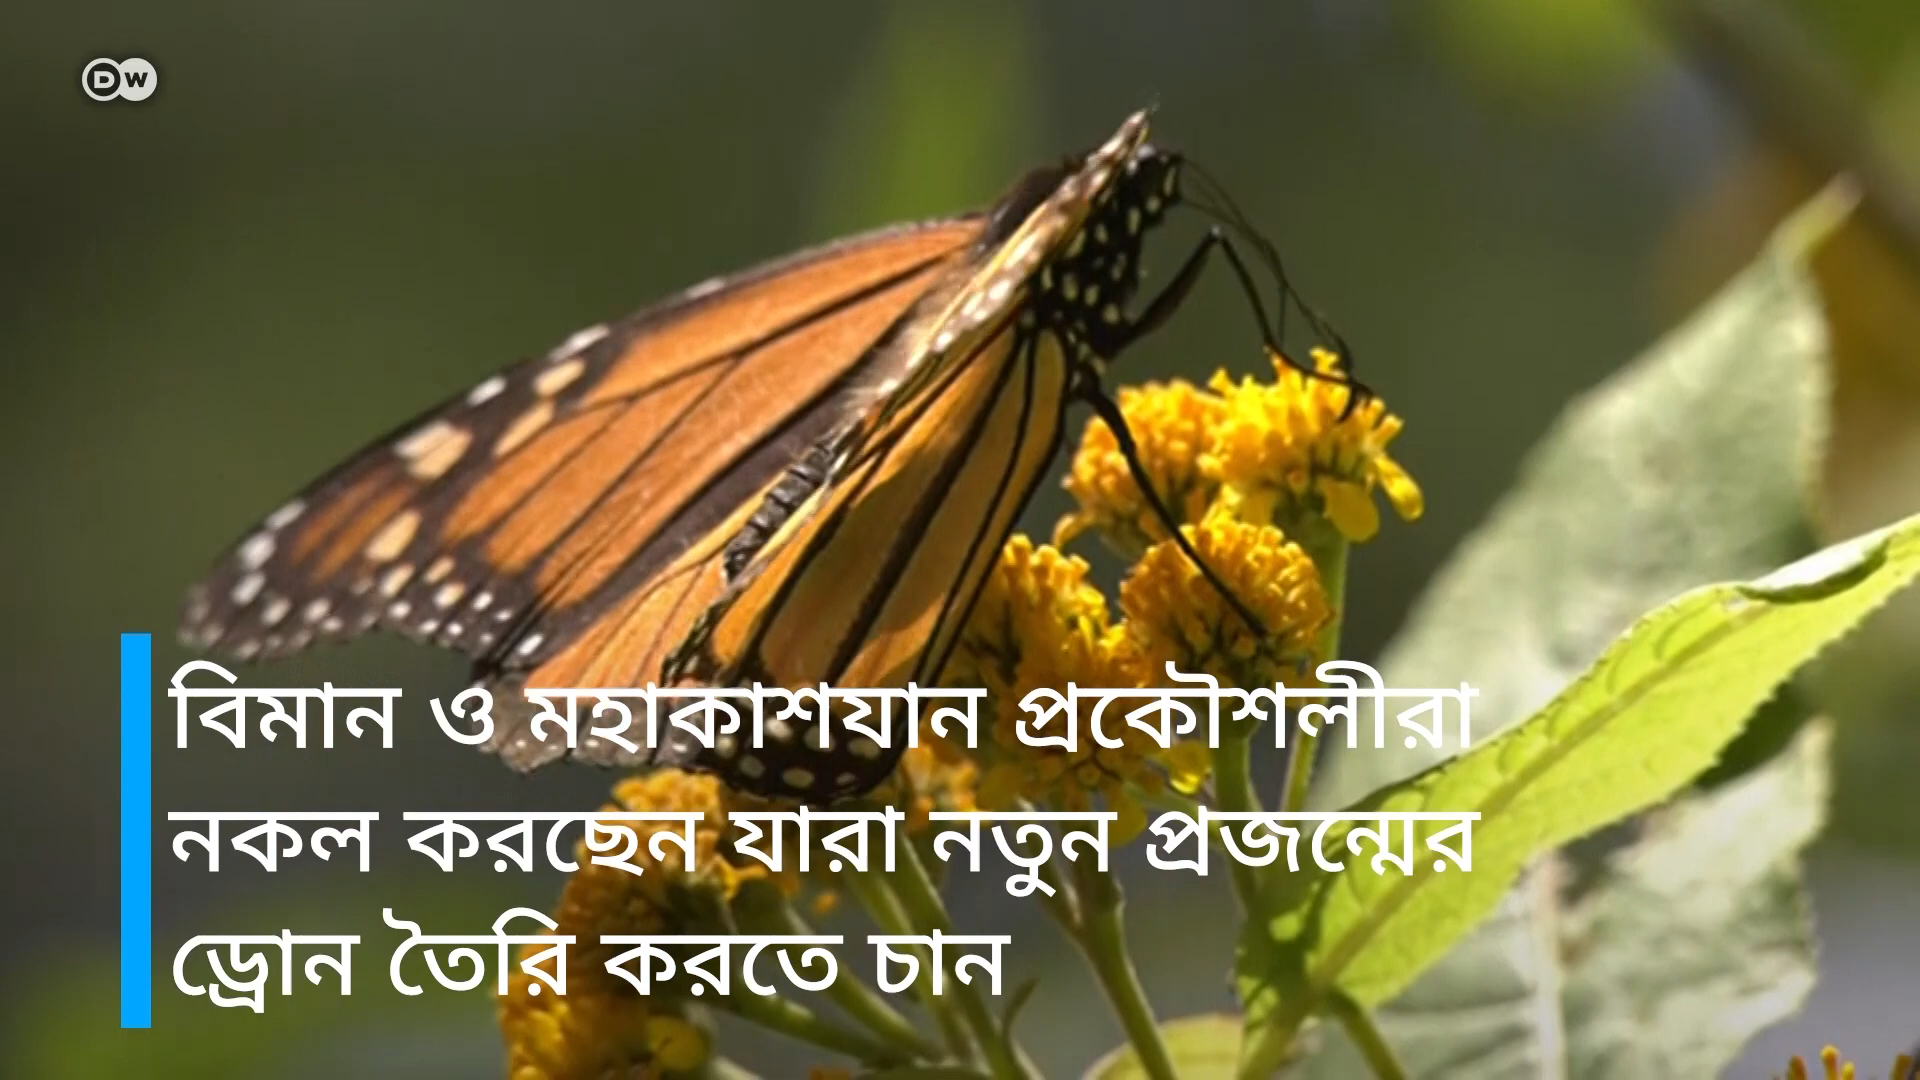 DW
বিমান ও মহাকাশযান প্রকৌশলীরা
নকল করছেন যারা নতুন প্রজন্মের
ড্রোন তৈরি করতে চান